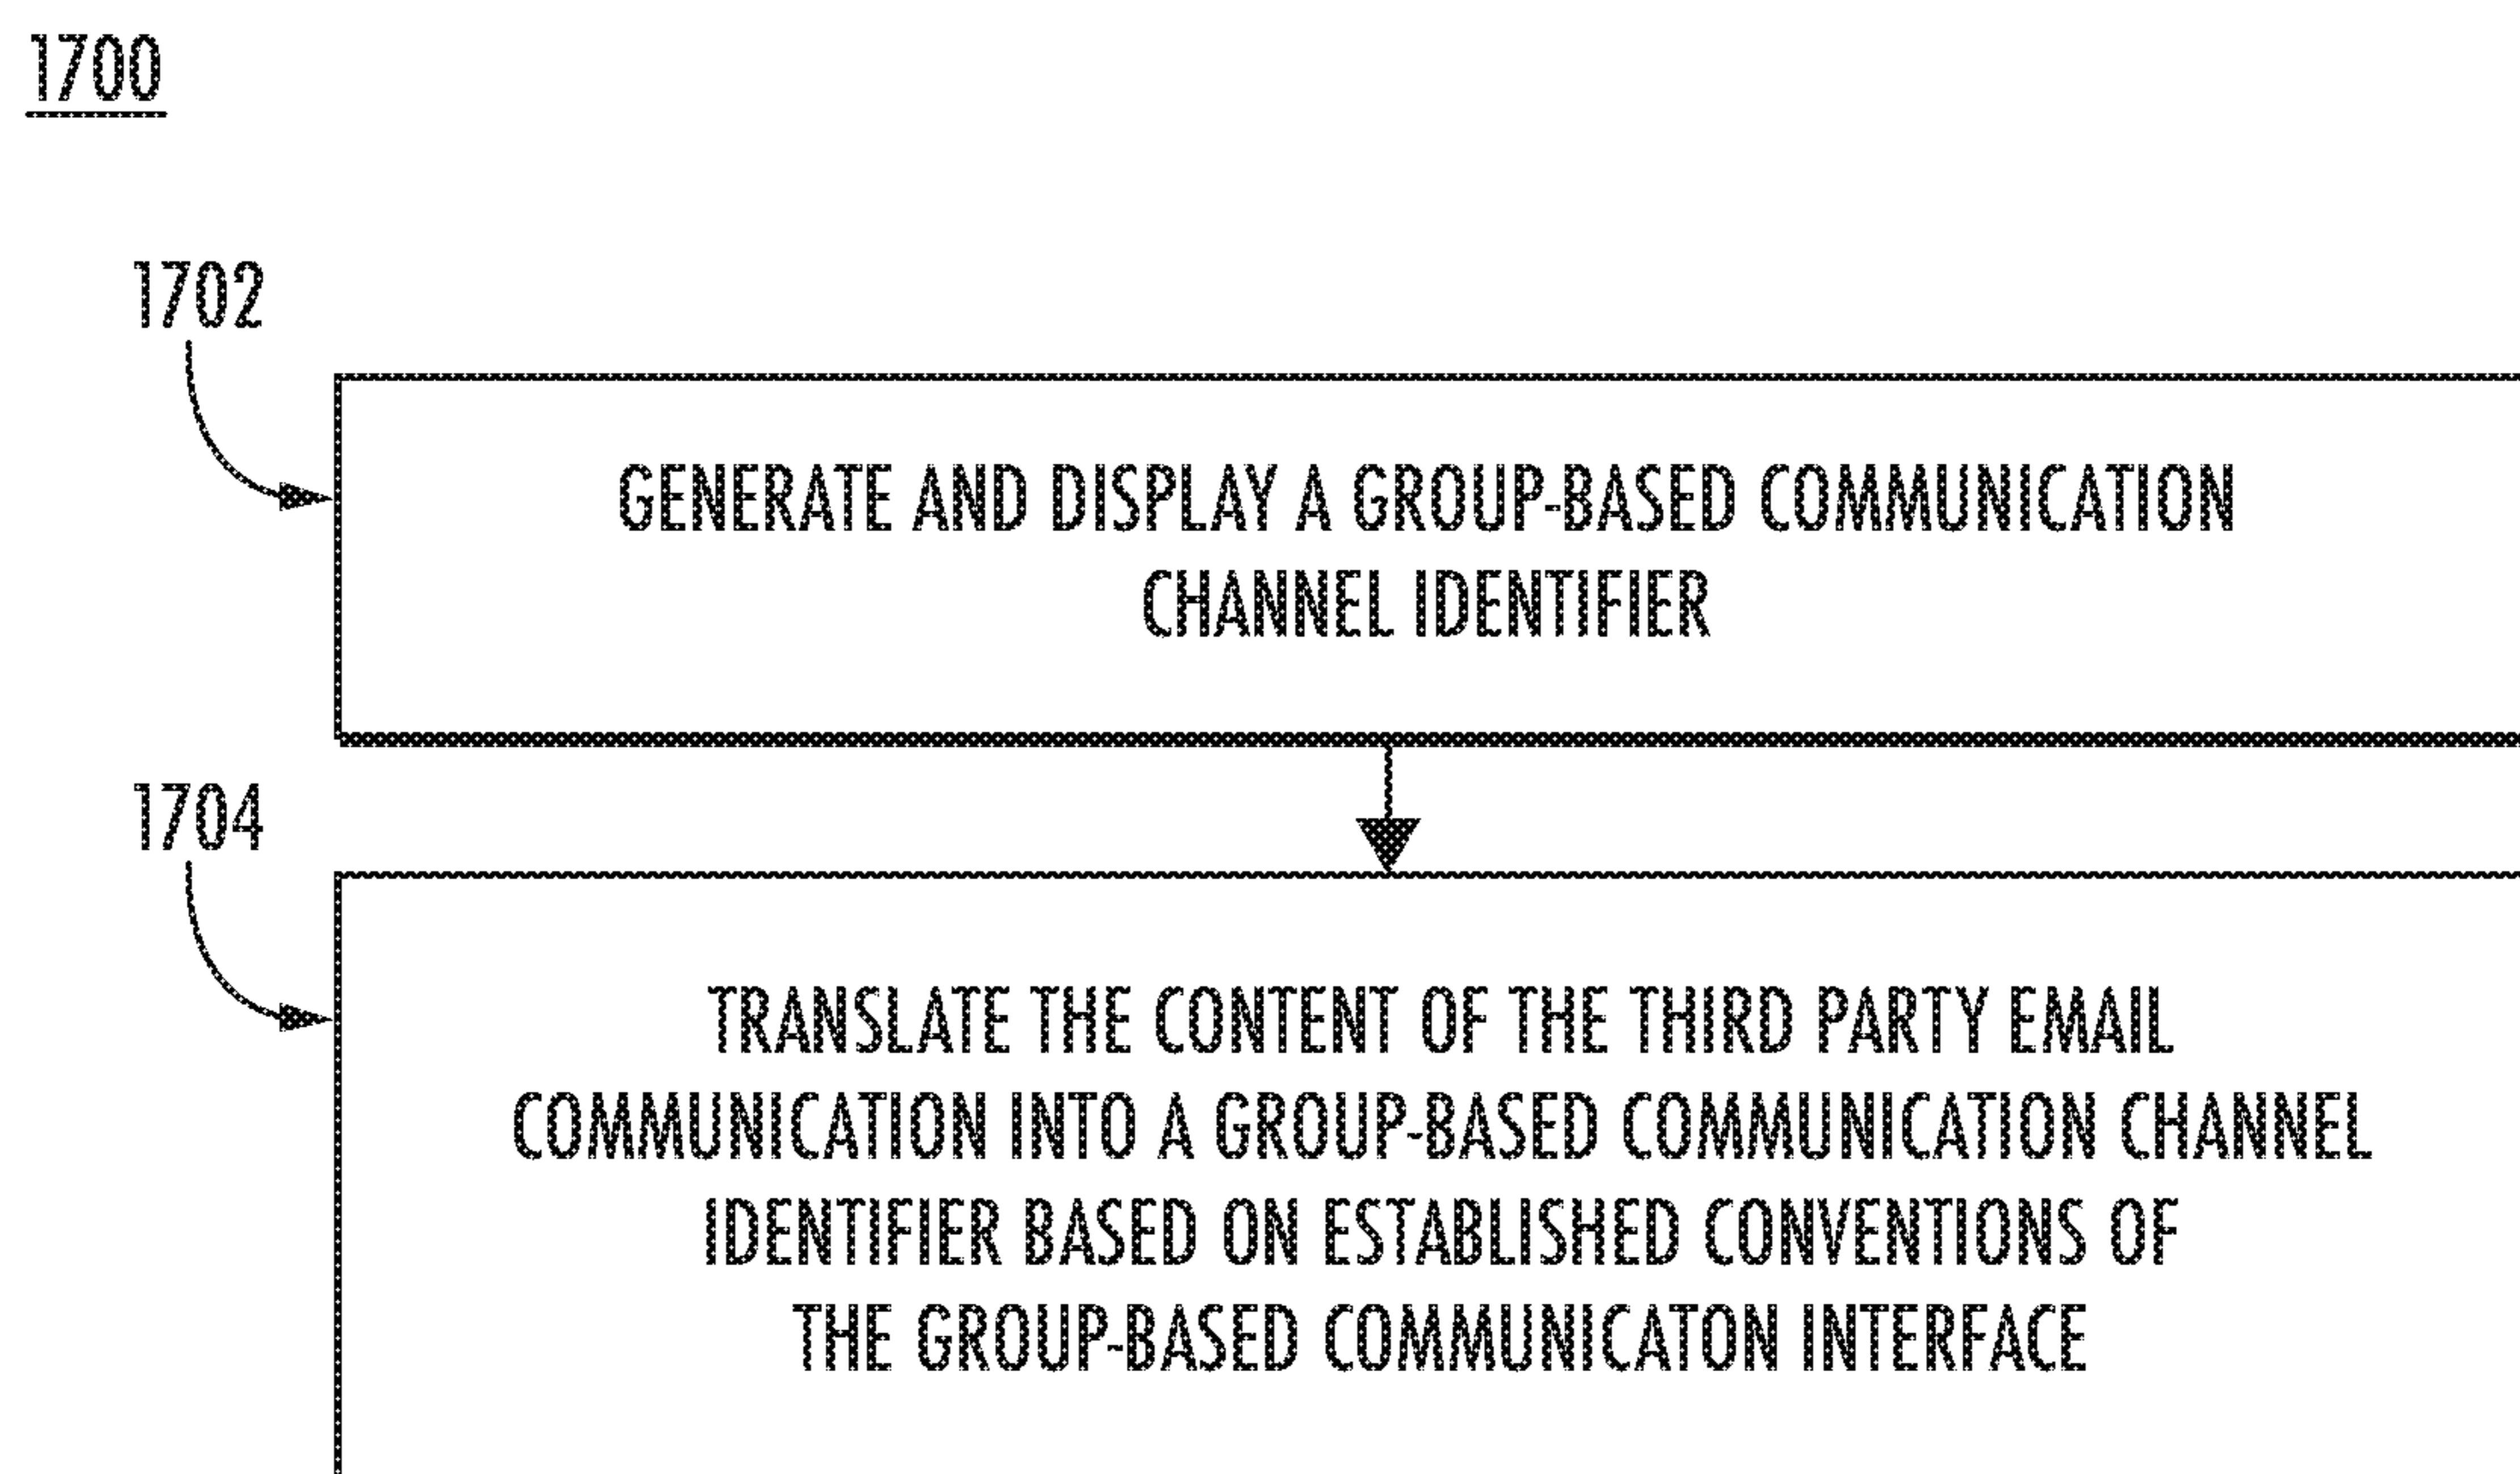 1700
1702
GENERATE AND DISPLAY A GROUP-BASED COMMUNICATION
CHANNEL IDENTIFIER
1704
TRANSLATE THE CONTENT OF THE THIRD PARTY EMAIL
COMMUNICATION INTO A GROUP-BASED COMMUNICATION CHANNEL
IDENTIFIER BASED ON ESTABLISHED CONVENTIONS OF
THE GROUP-BASED COMMUNICATON INTERFACE